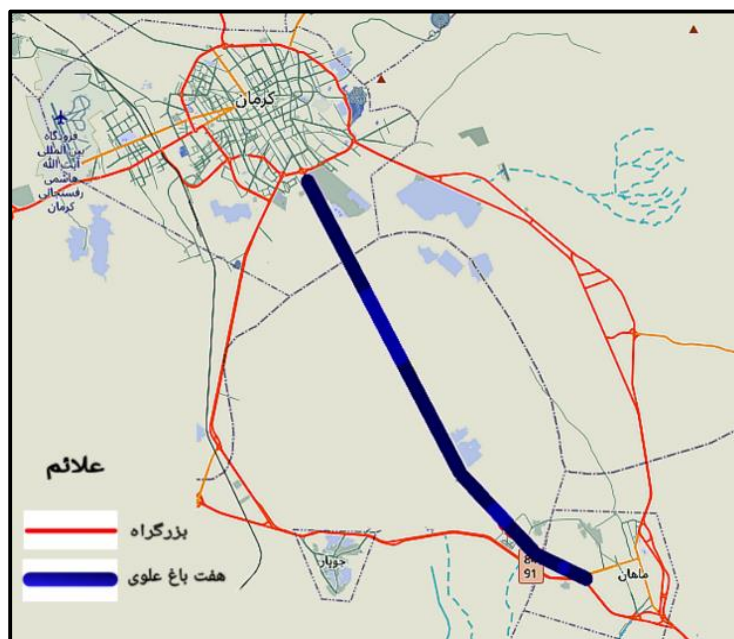 کرمان
فرودگاه
بین‌المللی
آیت الله
هاشمی
رفسنجانی
کرمان
علائم
بزرگراه
هفت باغ علوی
جوپار
91
ماهان